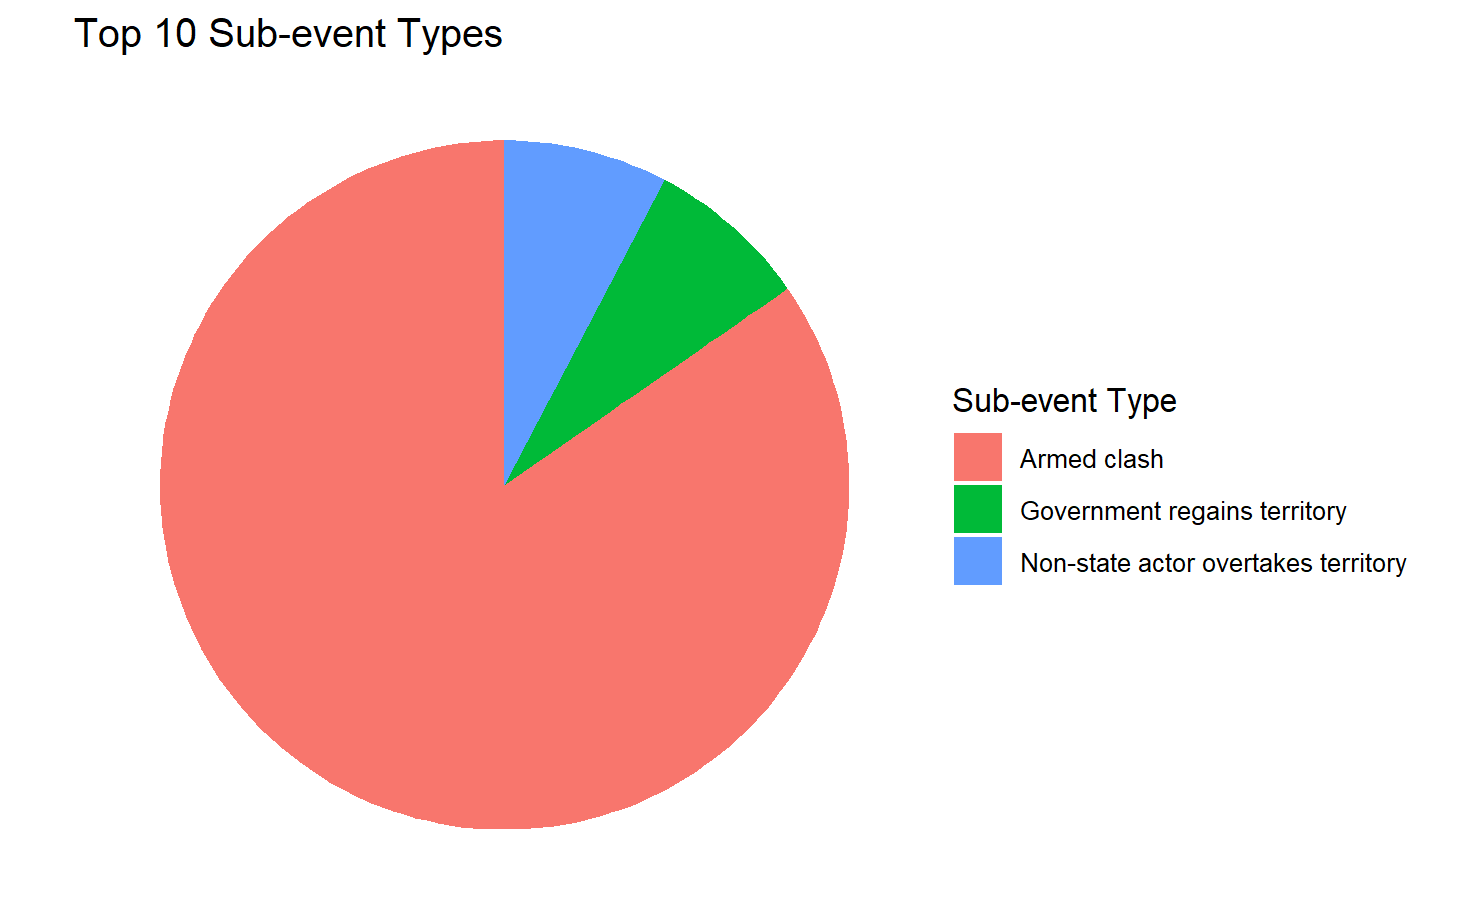 Top 10 Sub-event Types
Sub-event Type
Armed clash
Government regains territory
Non-state actor overtakes territory